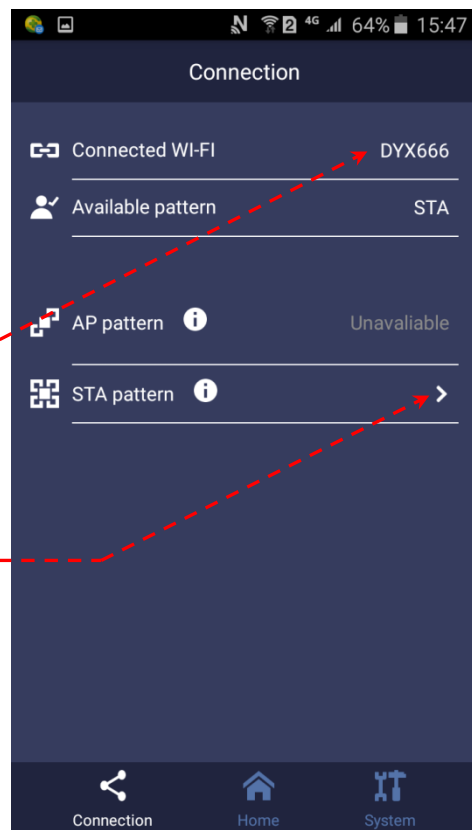 2 4G 64% 15:47
Connection
Connected WI-FI DYX666
Available pattern STA
AP pattern i Unavaliable
STA pattern i
Connection Home System